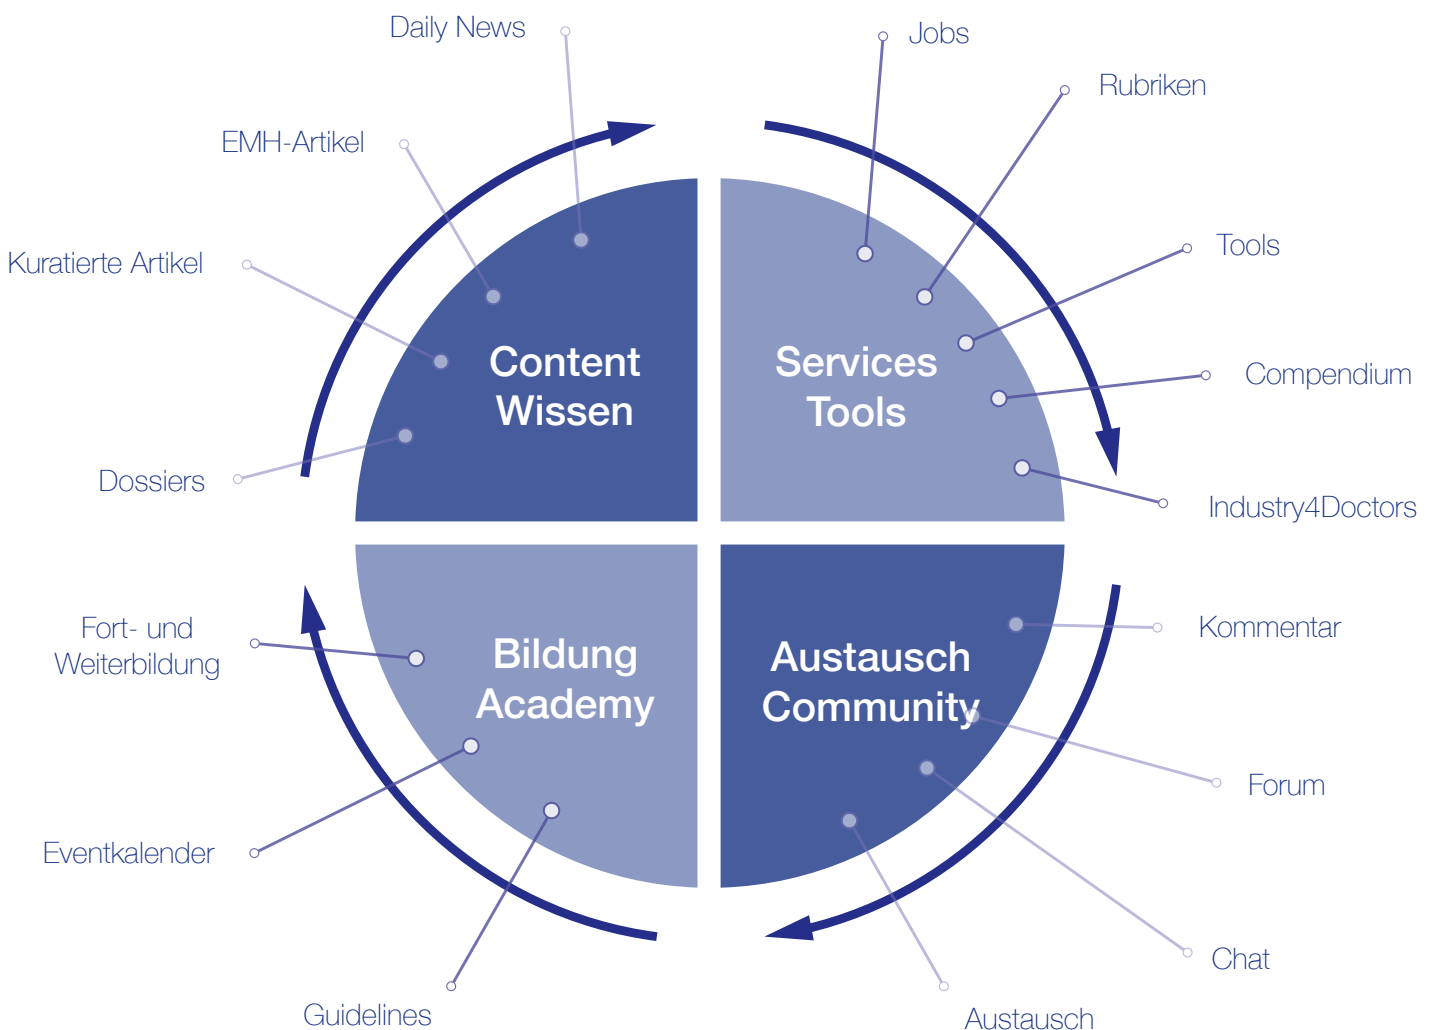 Daily News
Jobs
Rubriken
EMH-Artikel
Tools
Kuratierte Artikel
Content
Wissen
Services
Tools
Compendium
Dossiers
Industry4Doctors
Fort- und
Weiterbildung
Kommentar
Bildung
Academy
Austausch
Community
Forum
Eventkalender
Chat
Guidelines
Austausch